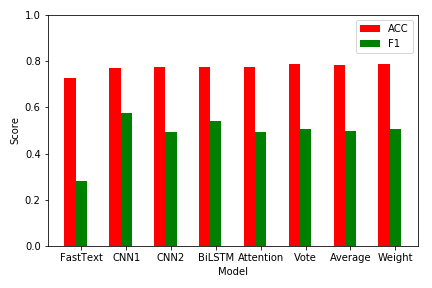 1.0
0.8
0.6
0.4
0.2
0.0
Score
ACC
F1
FastText CNN1 CNN2 BiLSTM Attention Vote Average Weight
Model